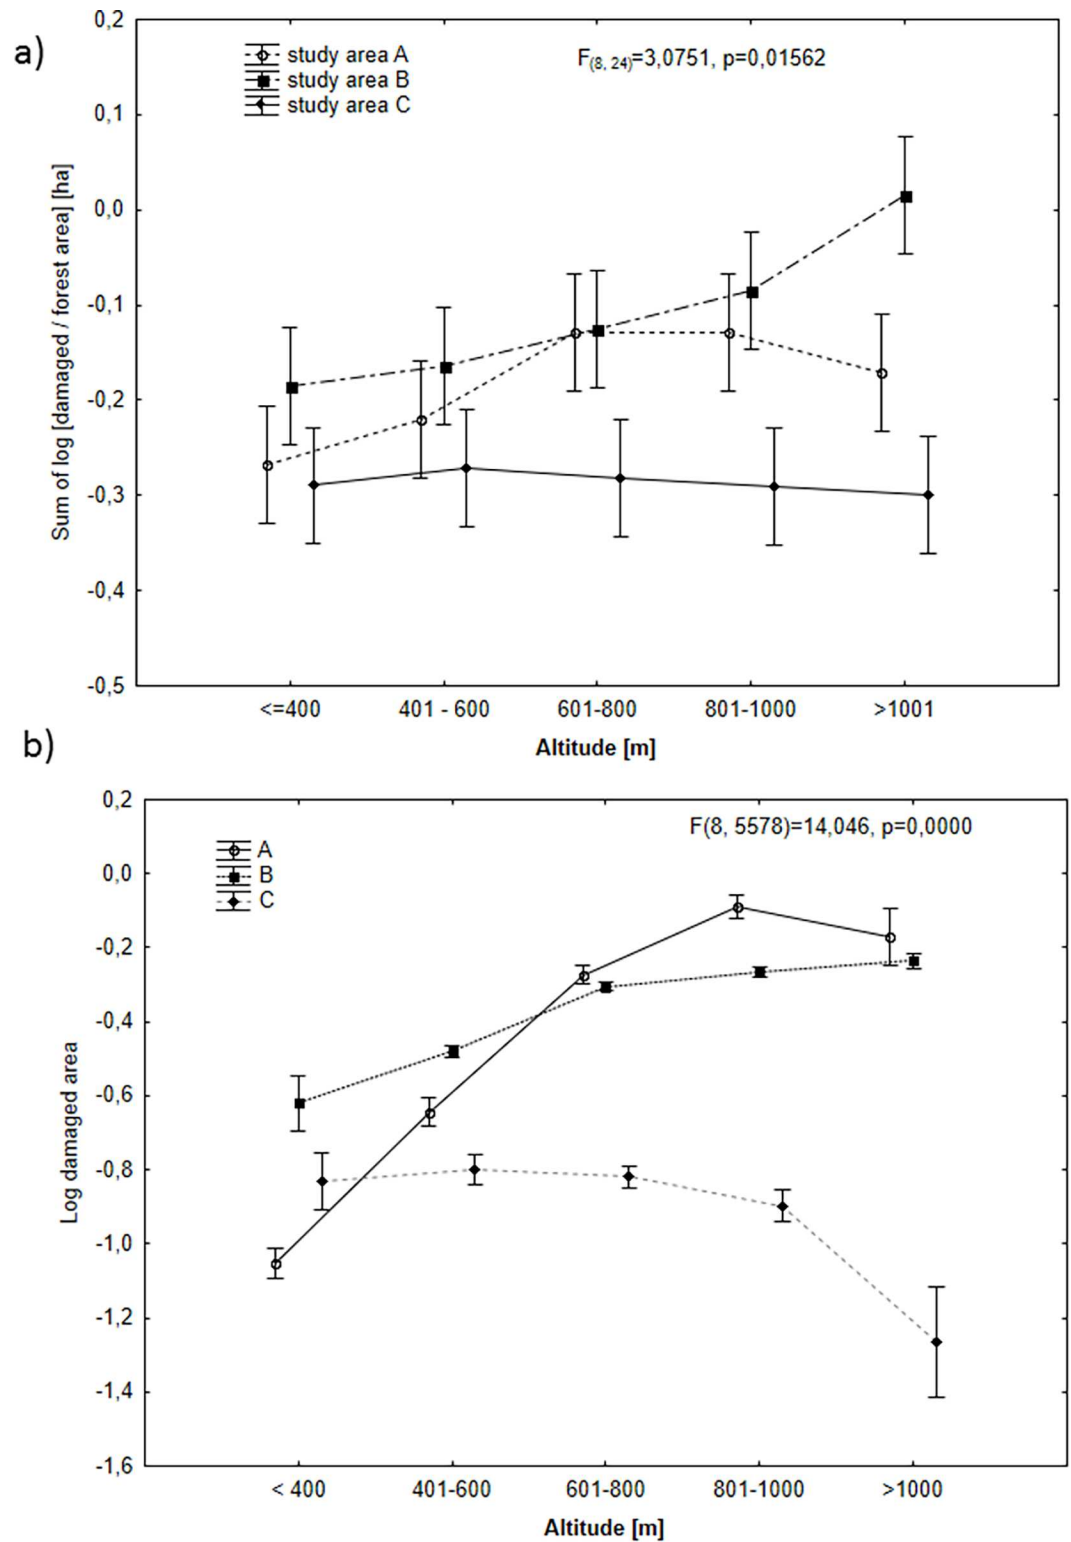 a)
study area A
study area B
study area C
F(8, 24)=3,0751, p=0,01562
Sum of log [damaged / forest area] [ha]
0,2
0,1
0,0
-0,1
-0,2
-0,3
-0,4
-0,5
<=400 401 - 600 601-800 801-1000 >1001
Altitude [m]
b)
A
B
C
F(8, 5578)=14,046, p=0,0000
Log damaged area
0,2
0,0
-0,2
-0,4
-0,6
-0,8
-1,0
-1,2
-1,4
-1,6
< 400 401-600 601-800 801-1000 >1000
Altitude [m]